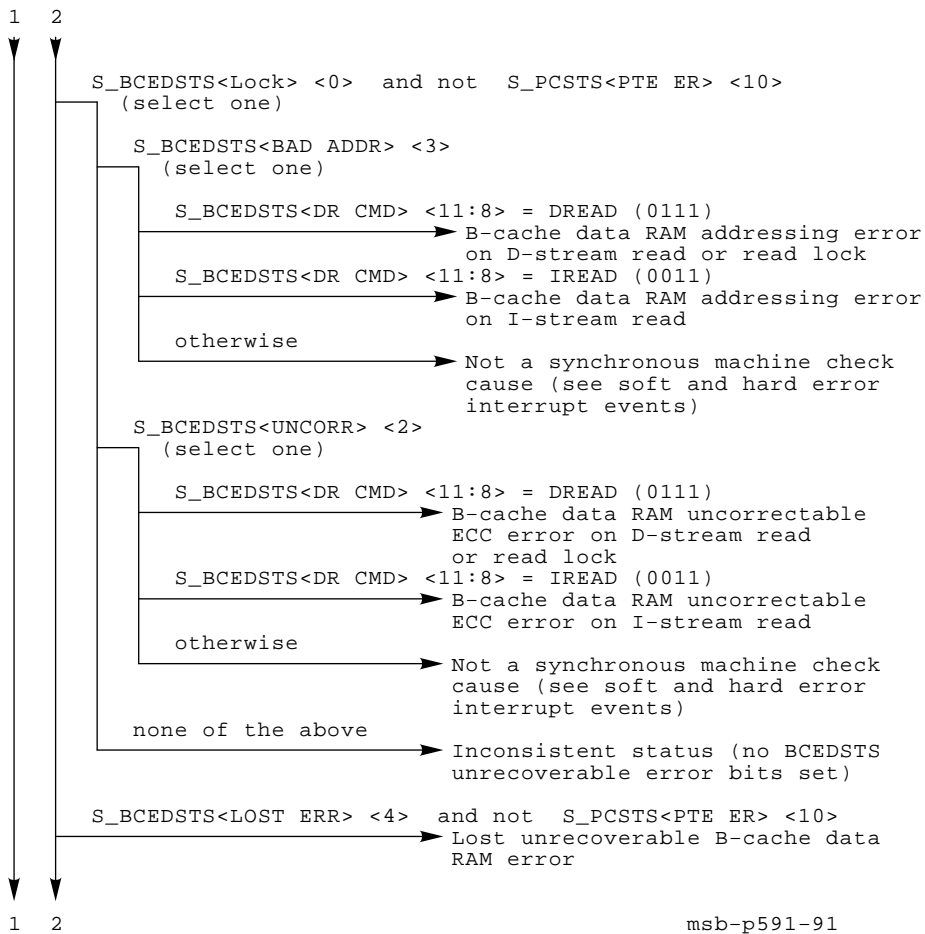 1 2
S_BCEDSTS<Lock> <0> and not S_PCSTS<PTE ER> <10>
(select one)
S_BCEDSTS<BAD ADDR> <3>
(select one)
S_BCEDSTS<DR CMD> <11:8> = DREAD (0111)
B-cache data RAM addressing error
on D-stream read or read lock
S_BCEDSTS<DR CMD> <11:8> = IREAD (0011)
B-cache data RAM addressing error
on I-stream read
otherwise
Not a synchronous machine check
cause (see soft and hard error
interrupt events)
S_BCEDSTS<UNCORR> <2>
(select one)
S_BCEDSTS<DR CMD> <11:8> = DREAD (0111)
B-cache data RAM uncorrectable
ECC error on D-stream read
or read lock
S_BCEDSTS<DR CMD> <11:8> = IREAD (0011)
B-cache data RAM uncorrectable
ECC error on I-stream read
otherwise
Not a synchronous machine check
cause (see soft and hard error
interrupt events)
none of the above
Inconsistent status (no BCEDSTS
unrecoverable error bits set)
S_BCEDSTS<LOST ERR> <4> and not S_PCSTS<PTE ER> <10>
Lost unrecoverable B-cache data
RAM error
1 2
msb-p591-91